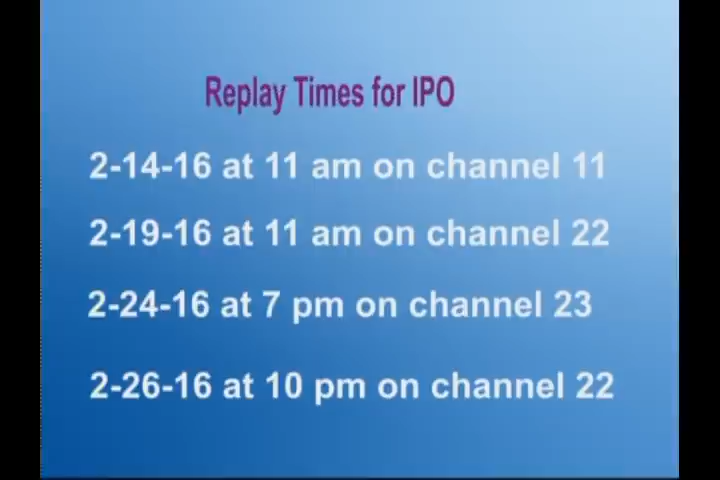 Replay Times for IPO
2-14-16 at 11 am on channel 11
2-19-16 at 11 am on channel 22
2-24-16 at 7 pm on channel 23
2-26-16 at 10 pm on channel 22